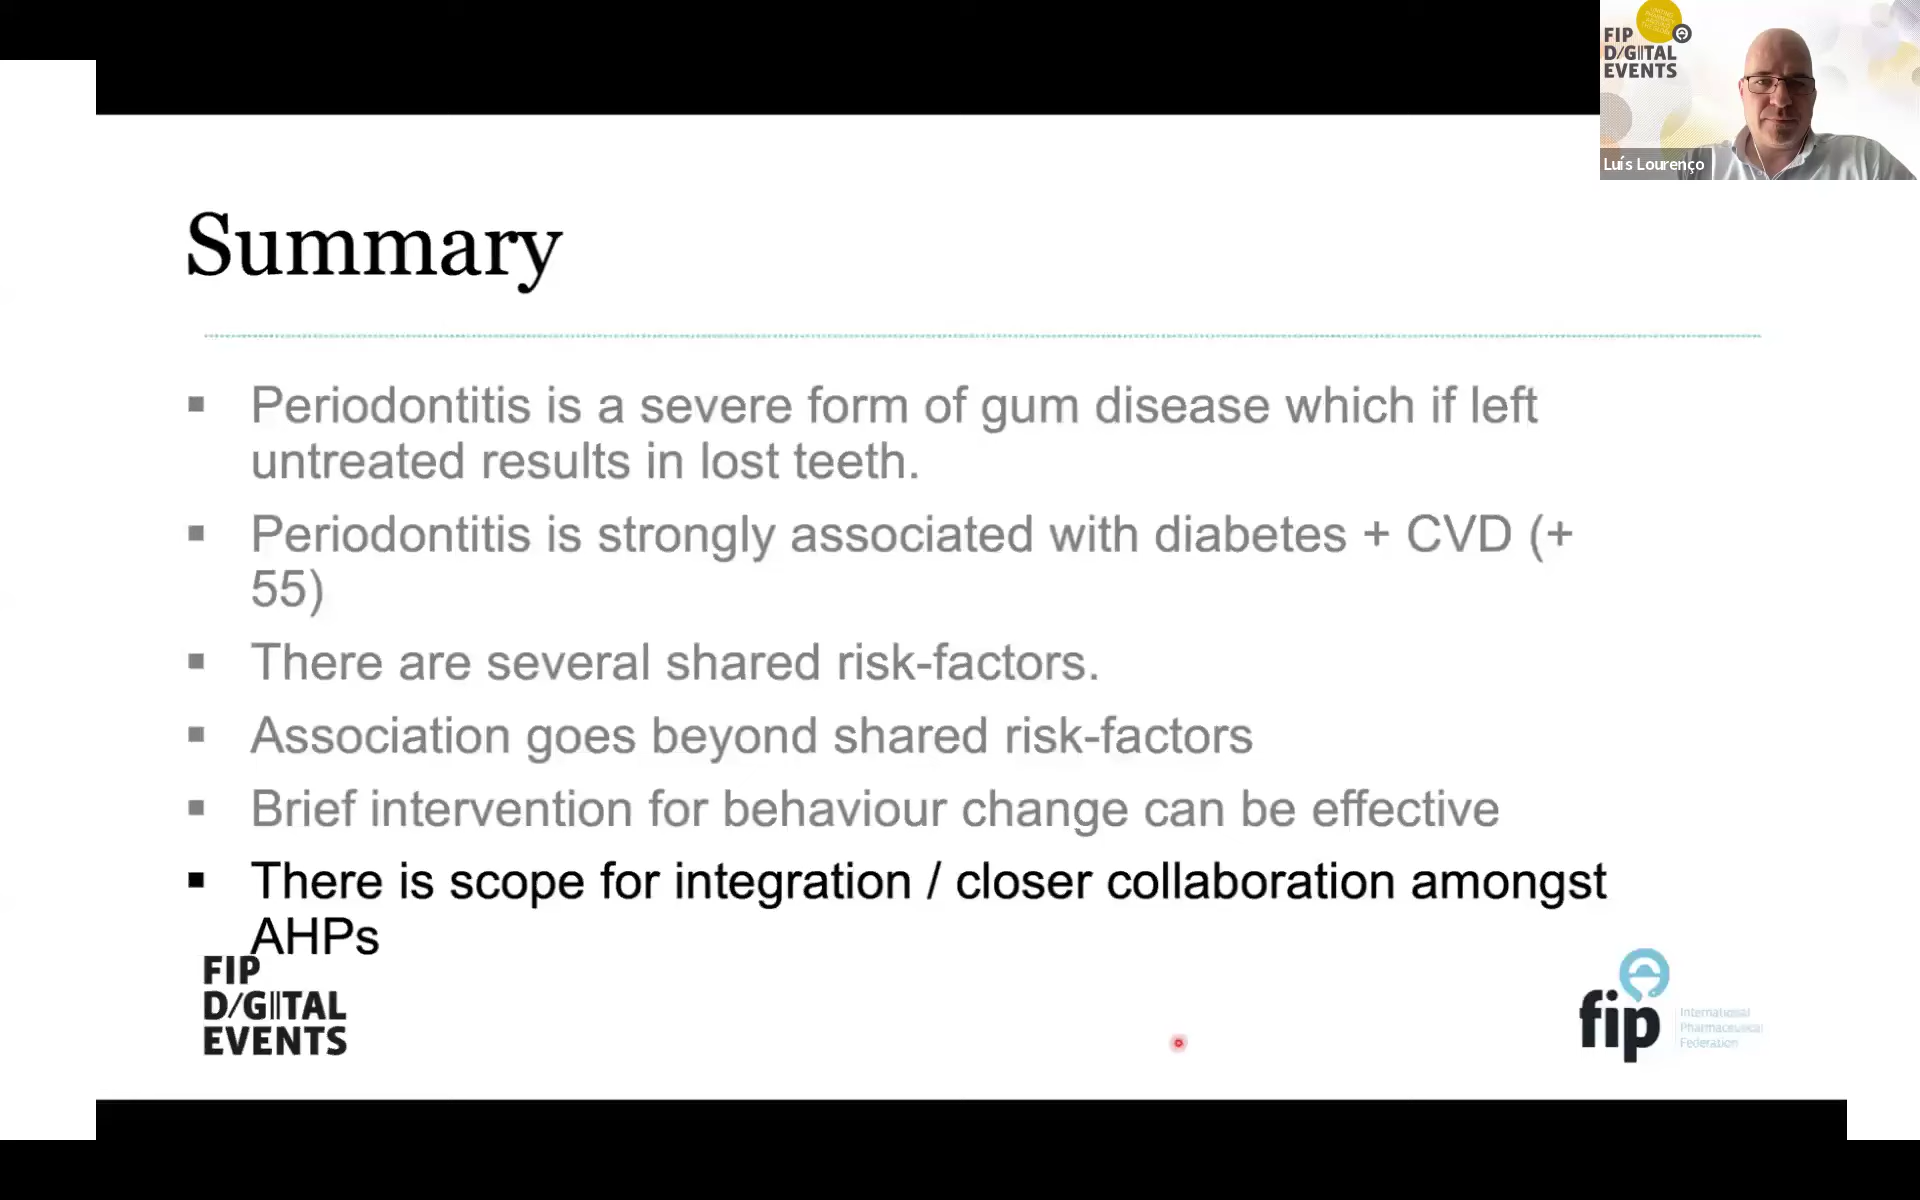 FIP
DIGITAL
EVENTS
Luís Lourenço
Summary
▪ Periodontitis is a severe form of gum disease which if left
untreated results in lost teeth.
▪ Periodontitis is strongly associated with diabetes + CVD (+
55)
▪ There are several shared risk-factors.
▪ Association goes beyond shared risk-factors
▪ Brief intervention for behaviour change can be effective
▪ There is scope for integration / closer collaboration amongst
AHPs
FIP
DIGITAL
EVENTS
fip
International
Pharmaceutical
Federation